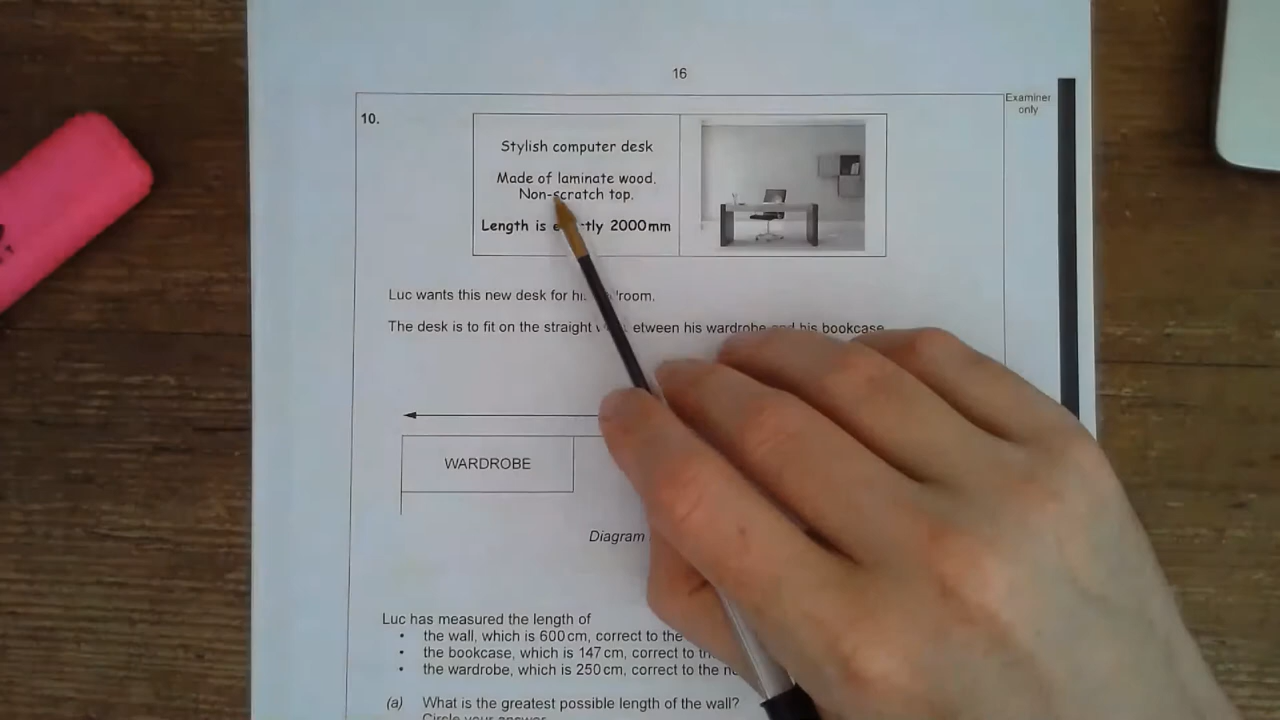 16
Examiner
only
10.
Stylish computer desk
Made of laminate wood.
Non-scratch top.
Length is 2000mm
Luc wants this new desk for
The desk is to fit on the straight his wardrobe his bookcase
WARDROBE
Diagram
Luc has measured the length of
• the wall, which is 600cm, correct to the
• the bookcase, which is 147cm, correct to
• the wardrobe, which is 250cm, correct to the
(a) What is the greatest possible length of the wall?
Circle your answer